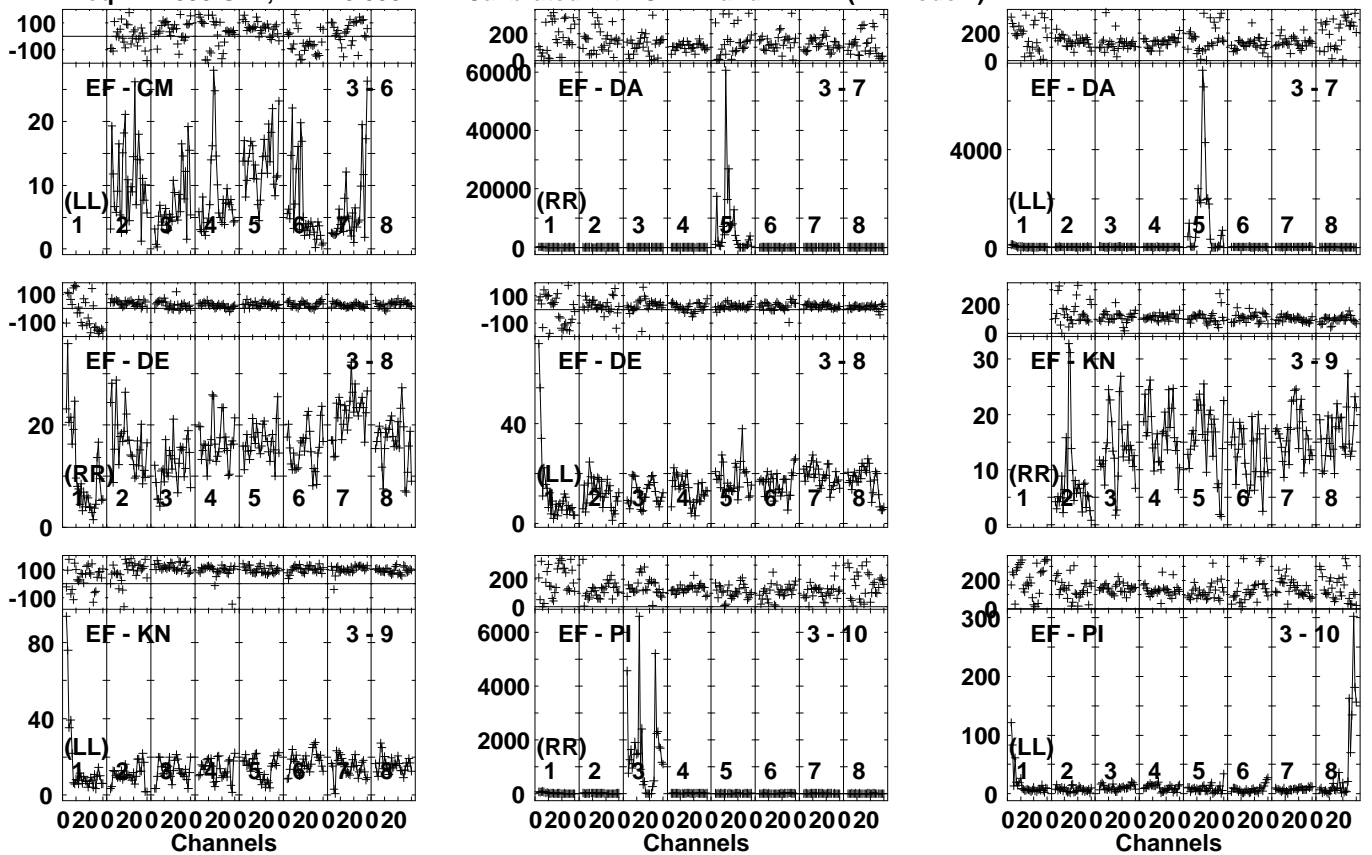 100
-100
EF - CM 3 - 6
20
10
0
(LL)
1 2 3 4 5 6 7 8
200
0
60000
EF - DA 3 - 7
40000
20000
0
(RR)
1 2 3 4 5 6 7 8
200
0
EF - DA 3 - 7
4000
0
(LL)
1 2 3 4 5 6 7 8
100
-100
EF - DE 3 - 8
20
0
(RR)
1 2 3 4 5 6 7 8
100
-100
EF - DE 3 - 8
40
0
(LL)
1 2 3 4 5 6 7 8
200
0
EF - KN 3 - 9
30
20
10
0
(RR)
1 2 3 4 5 6 7 8
100
-100
EF - KN 3 - 9
80
40
0
(LL)
1 2 3 4 5 6 7 8
0 20 0 20 0 20 0 20 0 20 0 20 0 20 0 20
Channels
200
0
EF - PI 3 - 10
6000
4000
2000
0
(RR)
1 2 3 4 5 6 7 8
0 20 0 20 0 20 0 20 0 20 0 20 0 20 0 20
Channels
200
0
300
EF - PI 3 - 10
200
100
0
(LL)
1 2 3 4 5 6 7 8
0 20 0 20 0 20 0 20 0 20 0 20 0 20 0 20
Channels